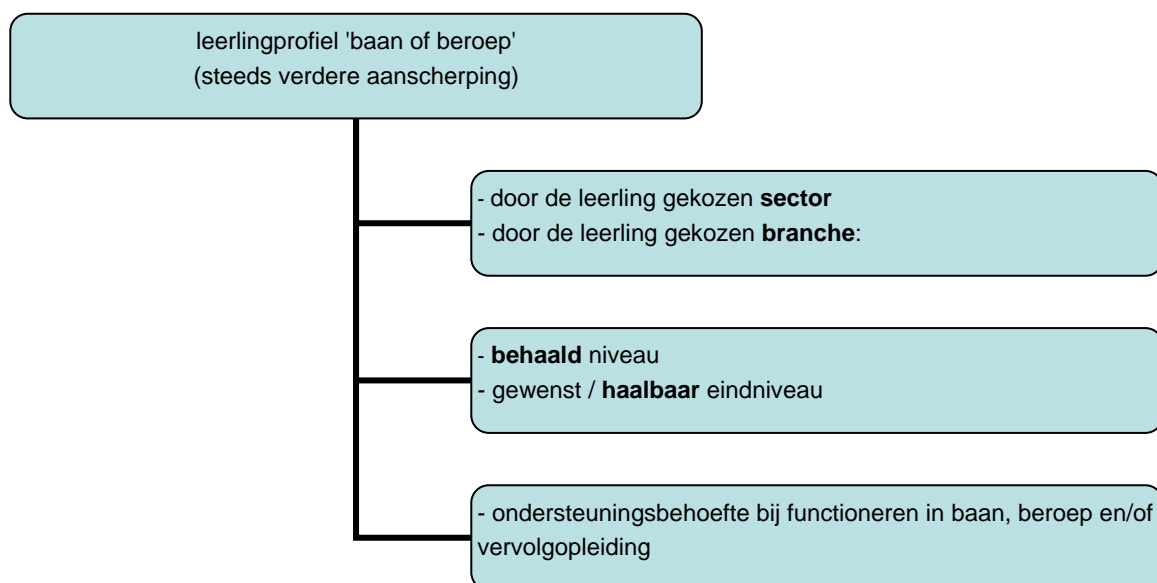 leerlingprofiel 'baan of beroep'
(steeds verdere aanscherping)
- door de leerling gekozen sector
- door de leerling gekozen branche:
- behaald niveau
- gewenst / haalbaar eindniveau
- ondersteuningsbehoefte bij functioneren in baan, beroep en/of
vervolgopleiding